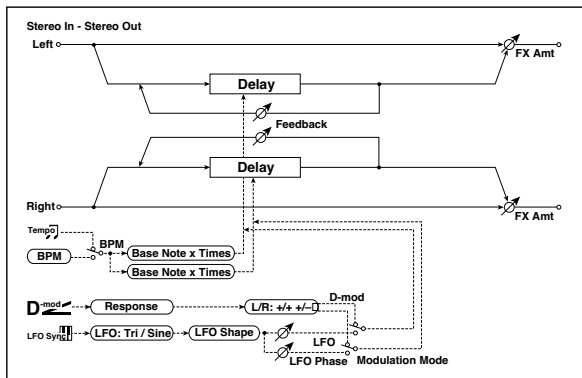 Stereo In - Stereo Out
Left
FX Amt
Delay
Feedback
Delay
Right
FX Amt
Tempo
BPM
BPM
Base Note x Times
Base Note x Times
D-mod
D-mod
Response
L/R: +/+ +/–
LFO
LFO Sync
LFO: Tri / Sine
LFO Shape
LFO Phase
Modulation Mode